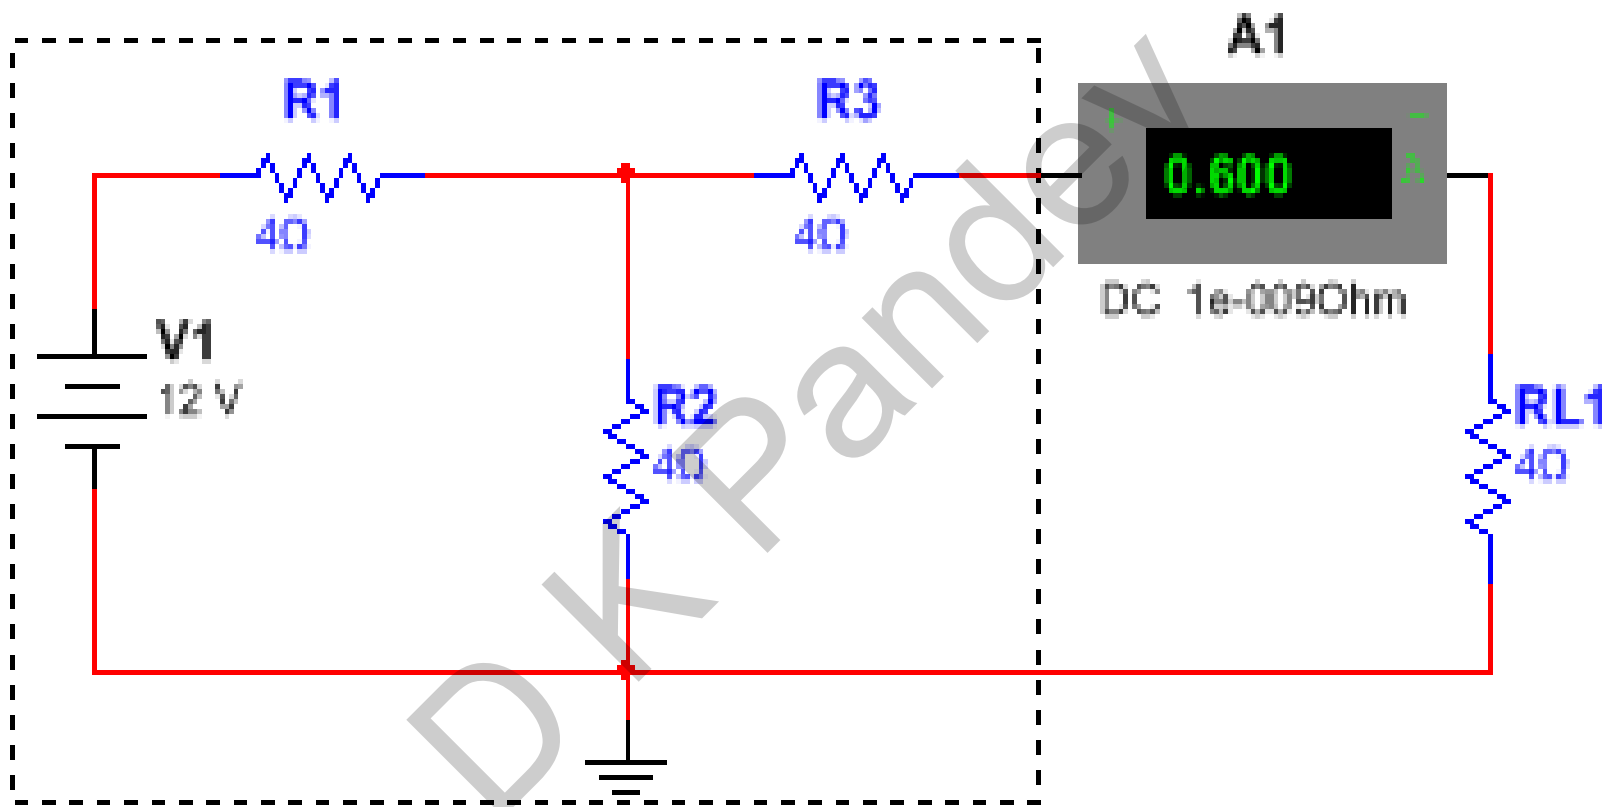 A1
R1
R3
+
−
0.600
A
4Ω
4Ω
DC 1e-009Ohm
V1
12 V
R2
4Ω
RL1
4Ω
D K Pandey